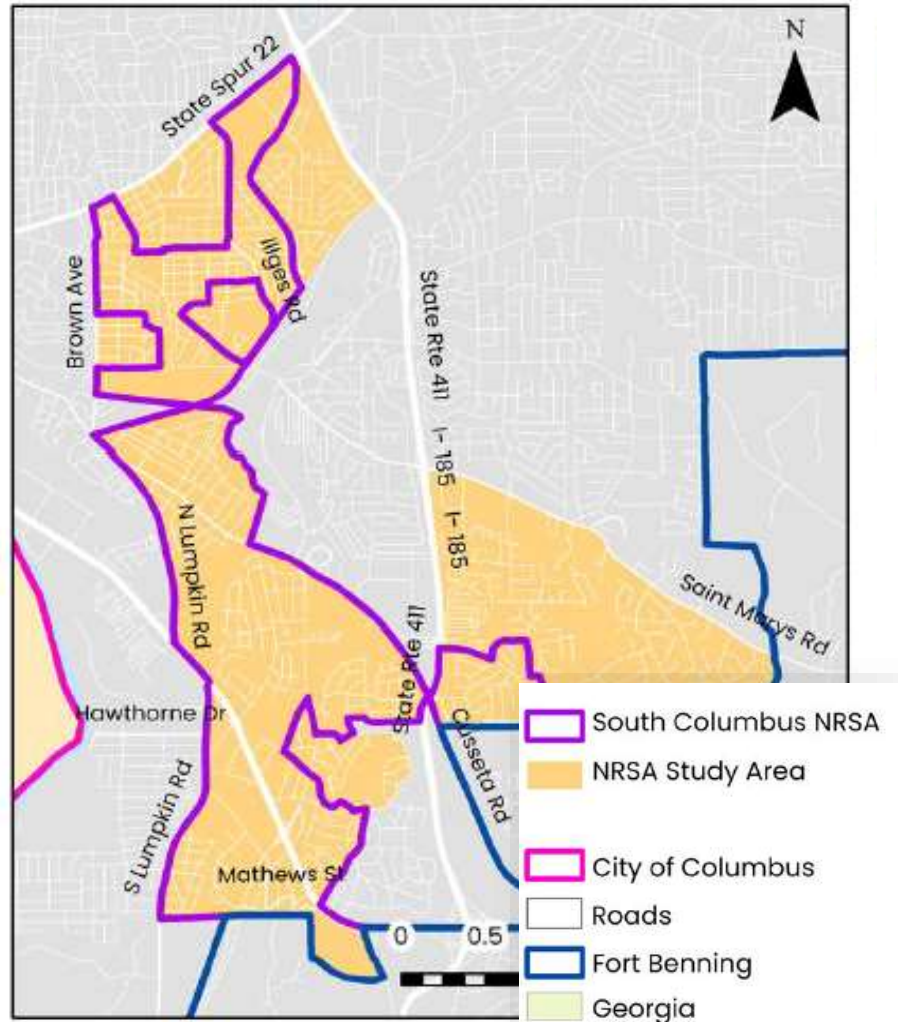 N
State Spur 22
Illges Rd
Brown Ave
State Rte 411
I- 185
I- 185
N Lumpkin Rd
Saint Marys Rd
State Rte 411
Hawthorne Dr
Cusseta Rd
S Lumpkin Rd
Mathews St
0 0.5
South Columbus NRSA
NRSA Study Area
City of Columbus
Roads
Fort Benning
Georgia